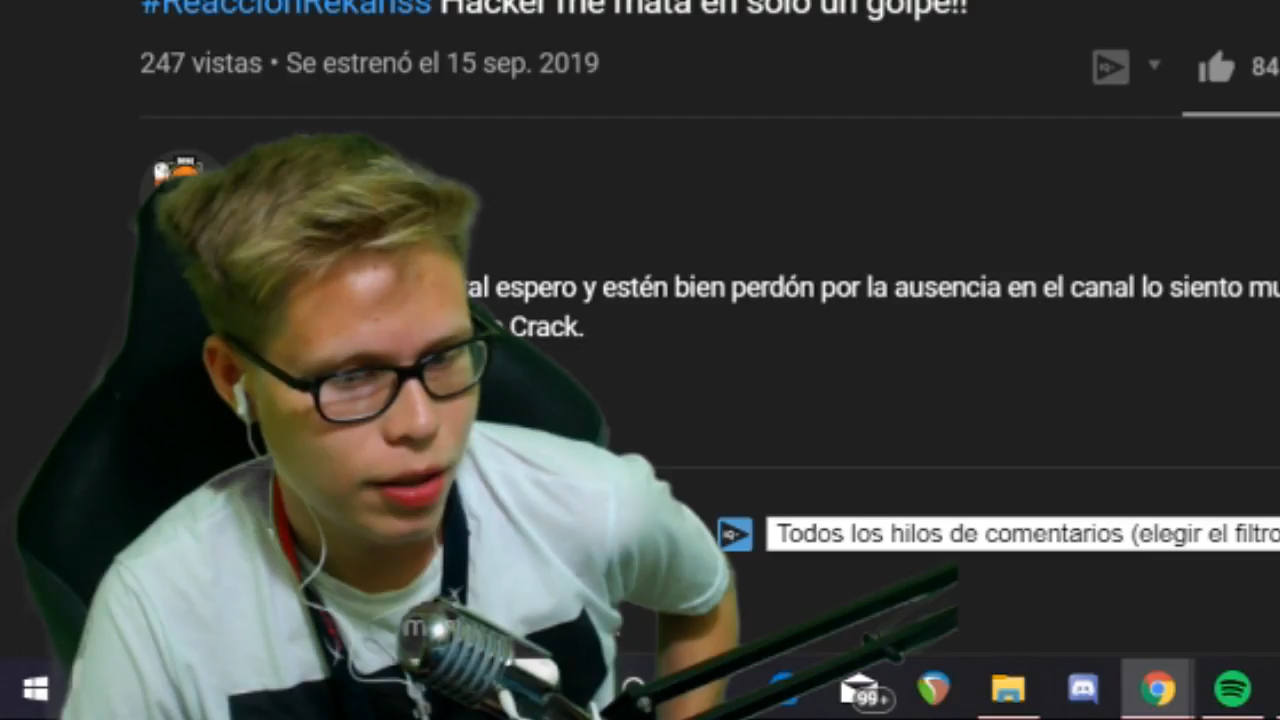 #ReaccionRekanss Hacker me mata en solo un golpe!!
247 vistas • Se estrenó el 15 sep. 2019
84
al espero y estén bien perdón por la ausencia en el canal lo siento mu
Crack.
Todos los hilos de comentarios (elegir el filtro
99+